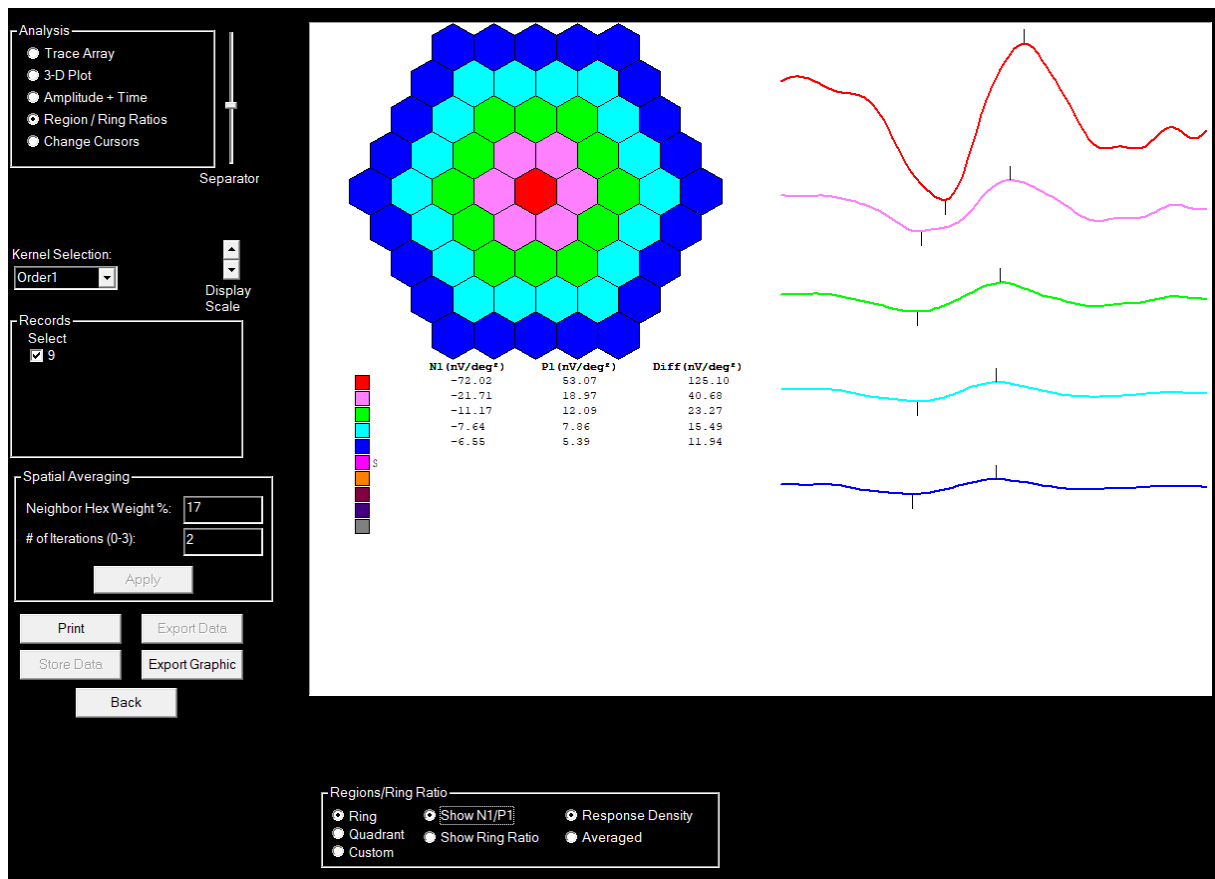 Analysis
Trace Array
3-D Plot
Amplitude + Time
Region / Ring Ratios
Change Cursors
Separator
Kernel Selection:
Order1
Display
Scale
Records
Select
9
N1(nV/deg²) P1(nV/deg²) Diff(nV/deg²)
-72.02 53.07 125.10
-21.71 18.97 40.68
-11.17 12.09 23.27
-7.64 7.86 15.49
-6.55 5.39 11.94
S
Spatial Averaging
Neighbor Hex Weight %: 17
# of Iterations (0-3): 2
Apply
Print Export Data
Store Data Export Graphic
Back
Regions/Ring Ratio
Ring Show N1/P1 Response Density
Quadrant Show Ring Ratio Averaged
Custom